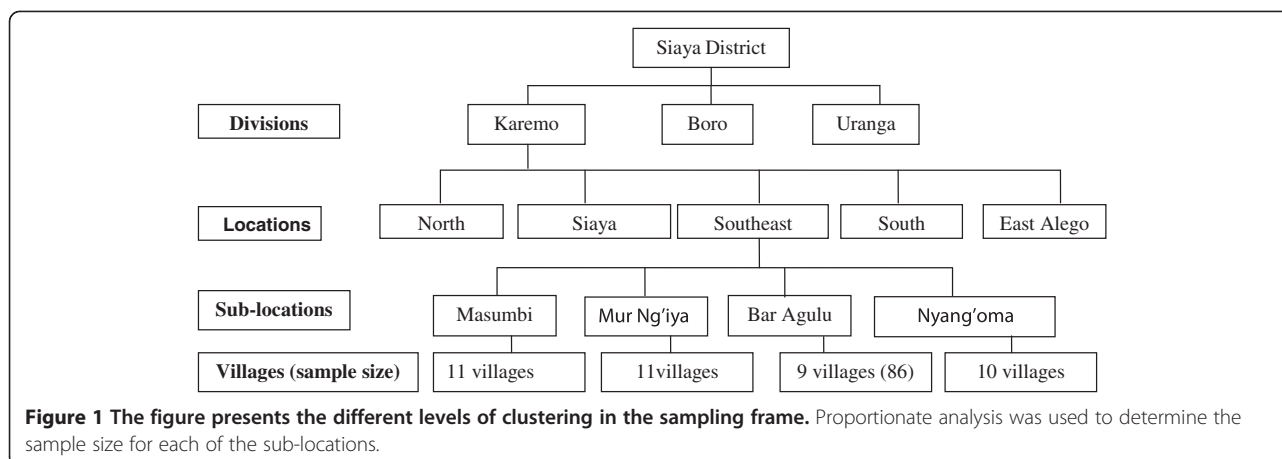 Siaya District
Divisions
Karemo
Boro
Uranga
Locations
North
Siaya
Southeast
South
East Alego
Sub-locations
Masumbi
Mur Ng'iya
Bar Agulu
Nyang'oma
Villages (sample size)
11 villages
11villages
9 villages (86)
10 villages
Figure 1 The figure presents the different levels of clustering in the sampling frame. Proportionate analysis was used to determine the
sample size for each of the sub-locations.